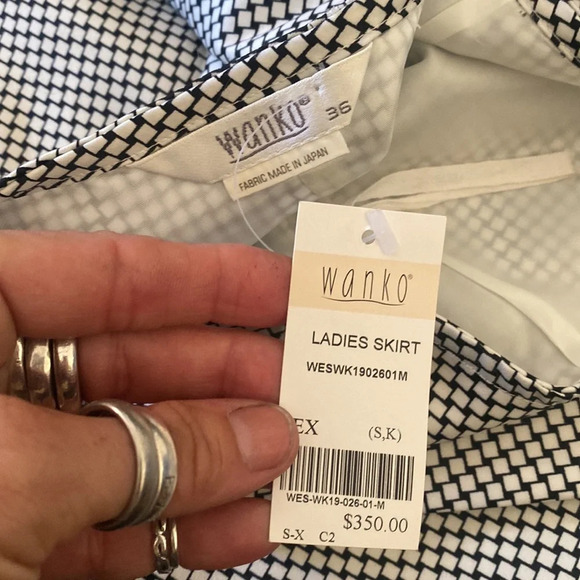 wanko® 36
FABRIC MADE IN JAPAN
wanko®
LADIES SKIRT
WESWK1902601M
EX (S,K)
WES-WK19-026-01-M
$350.00
S-X C2